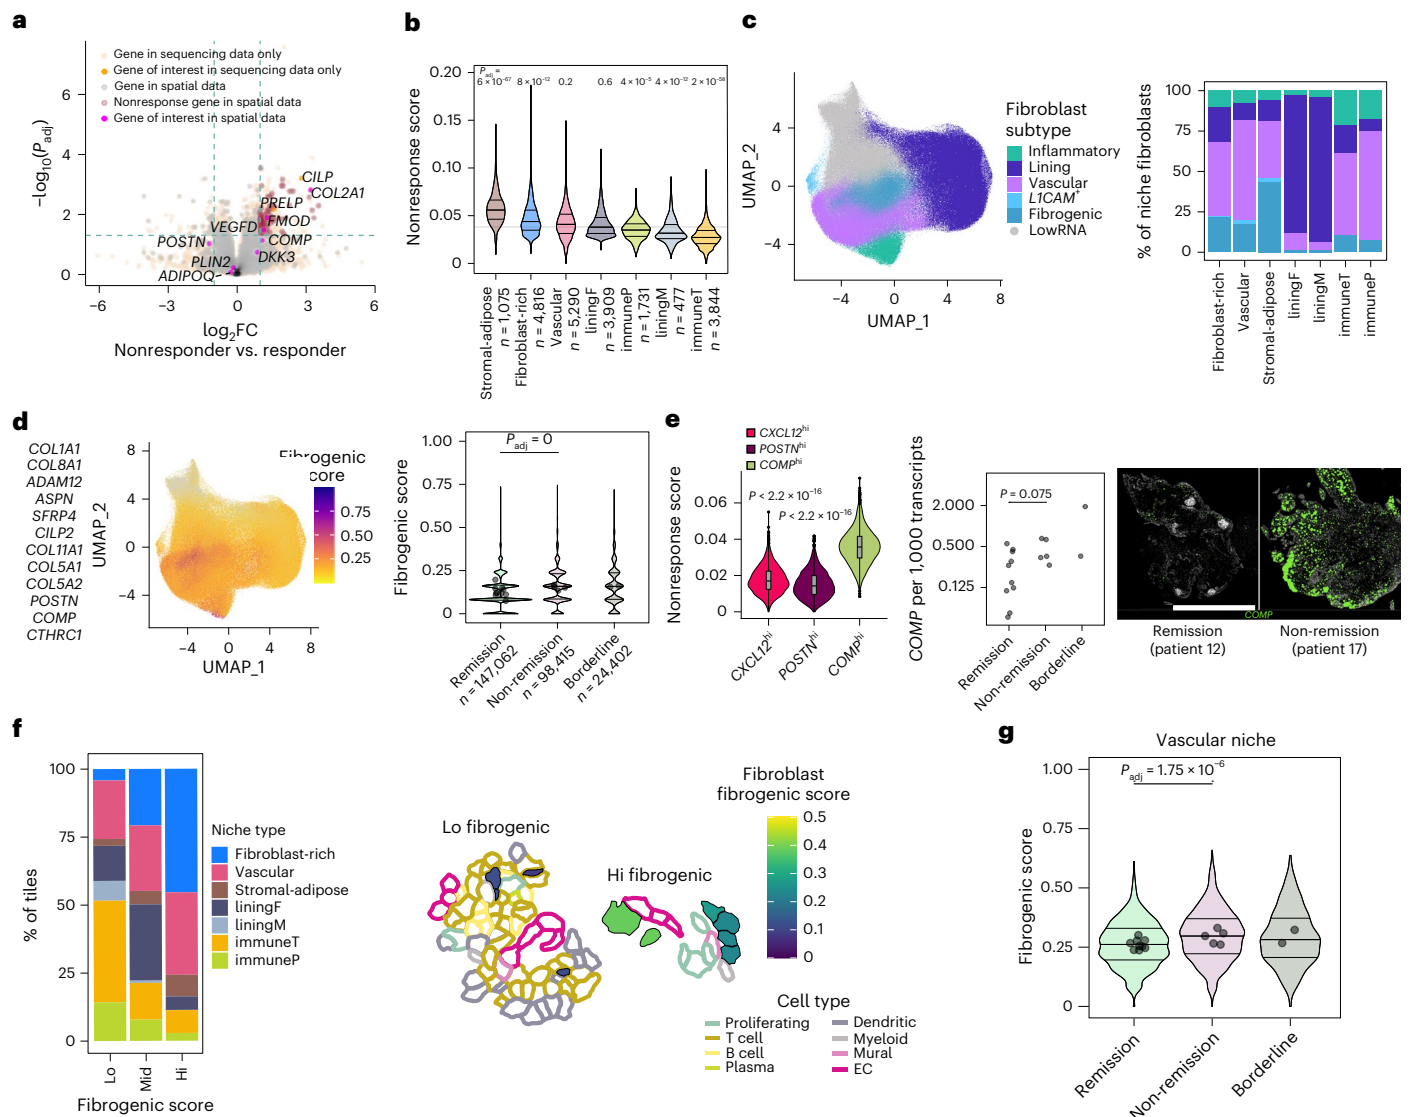 a
Gene in sequencing data only
Gene of interest in sequencing data only
Gene in spatial data
Nonresponse gene in spatial data
Gene of interest in spatial data
−log10(Padj)
6
4
2
0
CILP
COL2A1
PRELP
FMOD
VEGFD
POSTN
COMP
PLIN2
DKK3
ADIPOQ
−6
−3
0
3
6
log2FC
Nonresponder vs. responder
b
Nonresponse score
0.20
0.15
0.10
0.05
0
Padj =
6 × 10−67
8 × 10−12
0.2
0.6
4 × 10−5
4 × 10−12
2 × 10−58
Stromal-adipose
n = 1,075
Fibroblast-rich
n = 4,816
Vascular
n = 5,290
liningF
n = 3,909
immuneP
n = 1,731
liningM
n = 477
immuneT
n = 3,844
c
UMAP_2
4
0
−4
−4
0
4
8
UMAP_1
Fibroblast
subtype
Inflammatory
Lining
Vascular
L1CAM+
Fibrogenic
LowRNA
% of niche fibroblasts
100
75
50
25
0
Fibroblast-rich
Vascular
Stromal-adipose
liningF
liningM
immuneT
immuneP
d
COL1A1
COL8A1
ADAM12
ASPN
SFRP4
CILP2
COL11A1
COL5A1
COL5A2
POSTN
COMP
CTHRC1
UMAP_2
8
4
0
−4
−4
0
4
8
UMAP_1
Fibrogenic
core
0.75
0.50
0.25
Fibrogenic score
1.00
0.75
0.50
0.25
0
Padj = 0
Remission
n = 147,062
Non-remission
n = 98,415
Borderline
n = 24,402
e
CXCL12hi
POSTNhi
COMPhi
Nonresponse score
0.06
0.04
0.02
0
P < 2.2 × 10−16
P < 2.2 × 10−16
CXCL12hi
POSTNhi
COMPhi
COMP per 1,000 transcripts
2.000
0.500
0.125
P = 0.075
Remission
Non-remission
Borderline
COMP
Remission
(patient 12)
Non-remission
(patient 17)
f
% of tiles
100
75
50
25
0
Lo
Mid
Hi
Fibrogenic score
Niche type
Fibroblast-rich
Vascular
Stromal-adipose
liningF
liningM
immuneT
immuneP
Lo fibrogenic
Hi fibrogenic
Fibroblast
fibrogenic score
0.5
0.4
0.3
0.2
0.1
0
Cell type
Proliferating
T cell
B cell
Plasma
Dendritic
Myeloid
Mural
EC
g
Vascular niche
Fibrogenic score
1.00
0.75
0.50
0.25
0
Padj = 1.75 × 10−6
Remission
Non-remission
Borderline